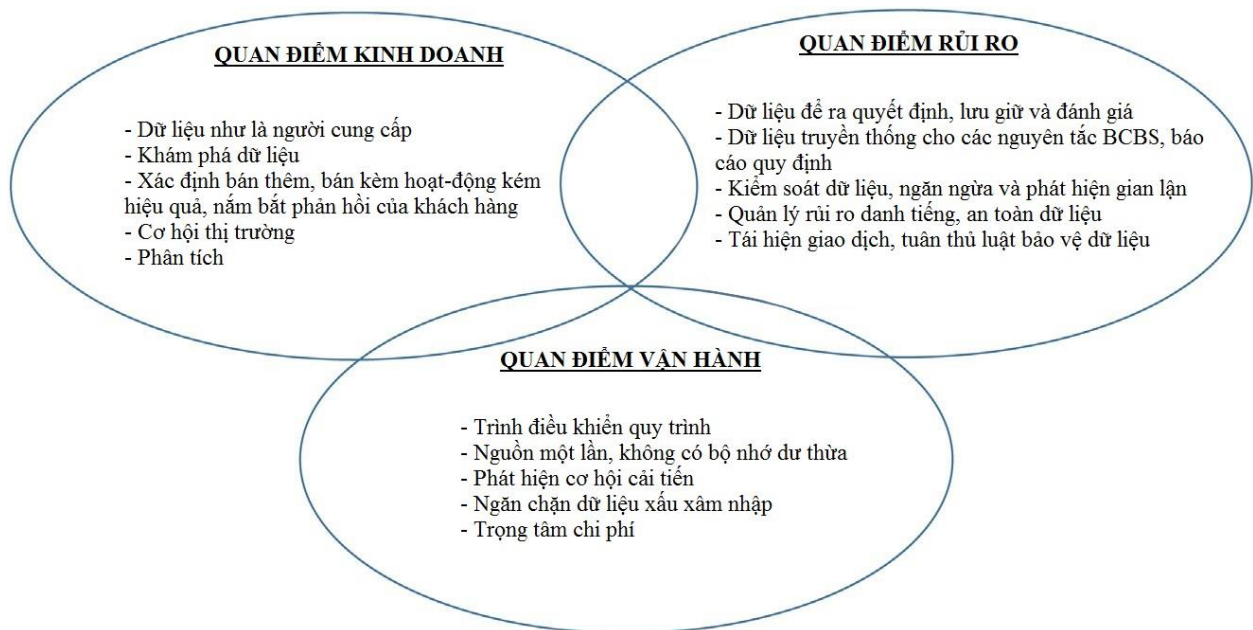 QUAN ĐIỂM KINH DOANH
- Dữ liệu như là người cung cấp
- Khám phá dữ liệu
- Xác định bán thêm, bán kèm hoạt-động kém
hiệu quả, nắm bắt phản hồi của khách hàng
- Cơ hội thị trường
- Phân tích
QUAN ĐIỂM RỦI RO
- Dữ liệu để ra quyết định, lưu giữ và đánh giá
- Dữ liệu truyền thống cho các nguyên tắc BCBS, báo
cáo quy định
- Kiểm soát dữ liệu, ngăn ngừa và phát hiện gian lận
- Quản lý rủi ro danh tiếng, an toàn dữ liệu
- Tái hiện giao dịch, tuân thủ luật bảo vệ dữ liệu
QUAN ĐIỂM VẬN HÀNH
- Trình điều khiển quy trình
- Nguồn một lần, không có bộ nhớ dư thừa
- Phát hiện cơ hội cải tiến
- Ngăn chặn dữ liệu xấu xâm nhập
- Trọng tâm chi phí